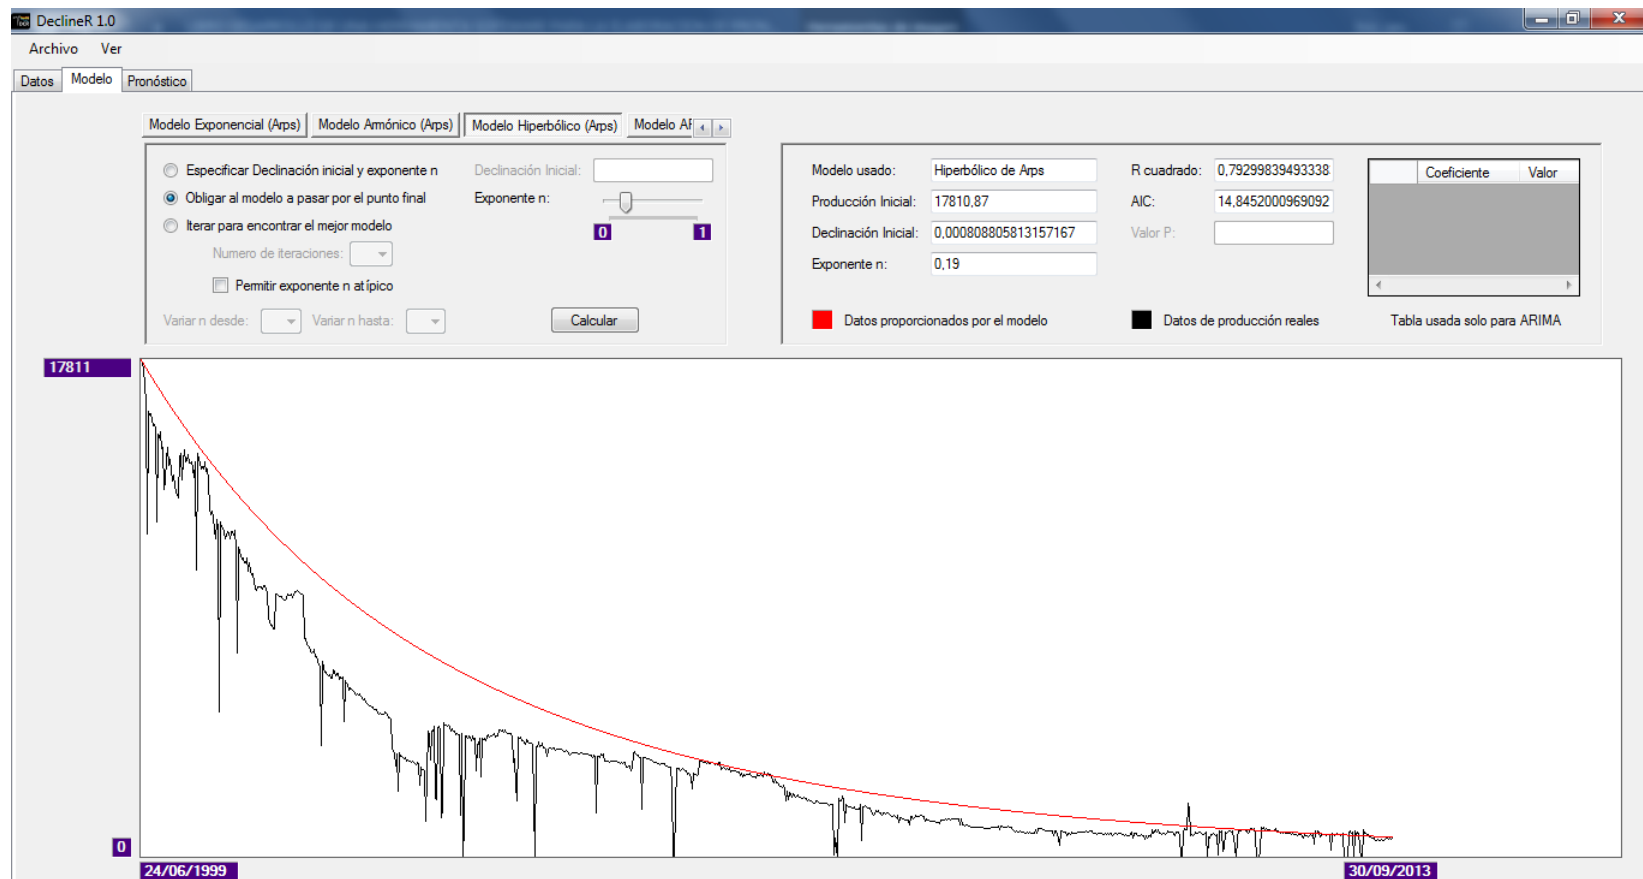 DeclineR 1.0
Archivo Ver
Datos Modelo Pronóstico
Modelo Exponencial (Arps) Modelo Armónico (Arps) Modelo Hiperbólico (Arps) Modelo AF
Especificar Declinación inicial y exponente n Declinación Inicial:
Obligar al modelo a pasar por el punto final Exponente n:
Iterar para encontrar el mejor modelo 0 1
Numero de iteraciones:
Permitir exponente n atípico
Variar n desde: Variar n hasta: Calcular
Modelo usado: Hiperbólico de Arps R cuadrado: 0,79299839493338 Coeficiente Valor
Producción Inicial: 17810,87 AIC: 14,8452000969092
Declinación Inicial: 0,000808805813157167 Valor P:
Exponente n: 0,19
Datos proporcionados por el modelo Datos de producción reales Tabla usada solo para ARIMA
17811
0
24/06/1999 30/09/2013